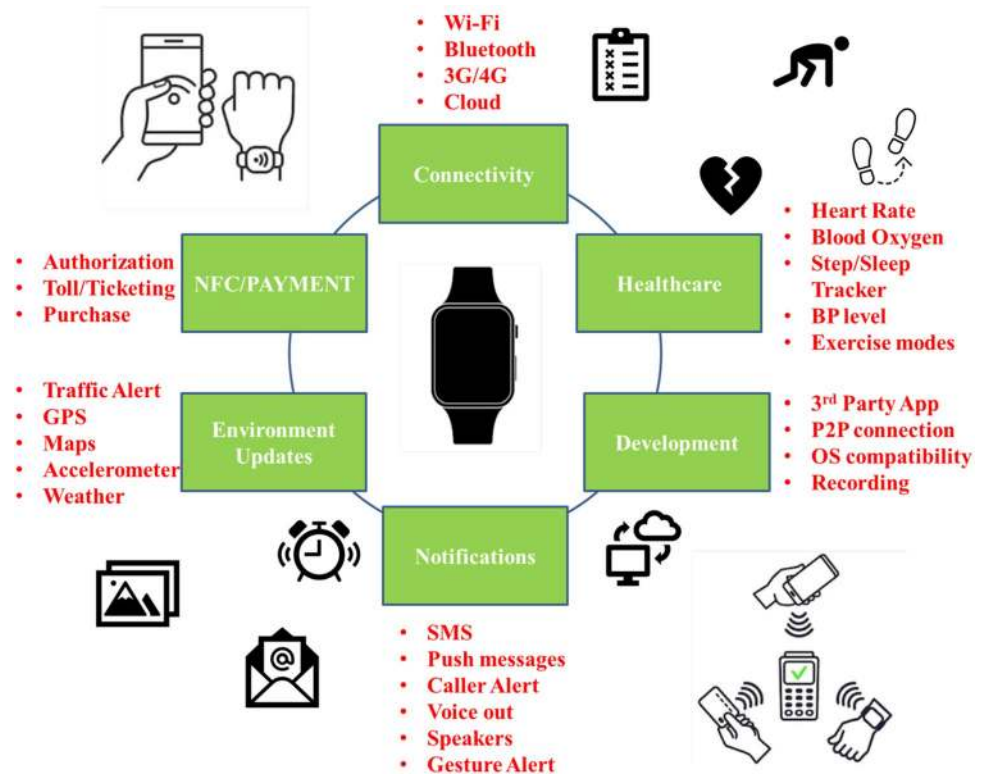 • Wi-Fi
• Bluetooth
• 3G/4G
• Cloud
Connectivity
• Authorization
• Toll/Ticketing
• Purchase
NFC/PAYMENT
Healthcare
• Heart Rate
• Blood Oxygen
• Step/Sleep
Tracker
• BP level
• Exercise modes
• Traffic Alert
• GPS
• Maps
• Accelerometer
• Weather
Environment
Updates
Development
• 3rd Party App
• P2P connection
• OS compatibility
• Recording
Notifications
• SMS
• Push messages
• Caller Alert
• Voice out
• Speakers
• Gesture Alert
@